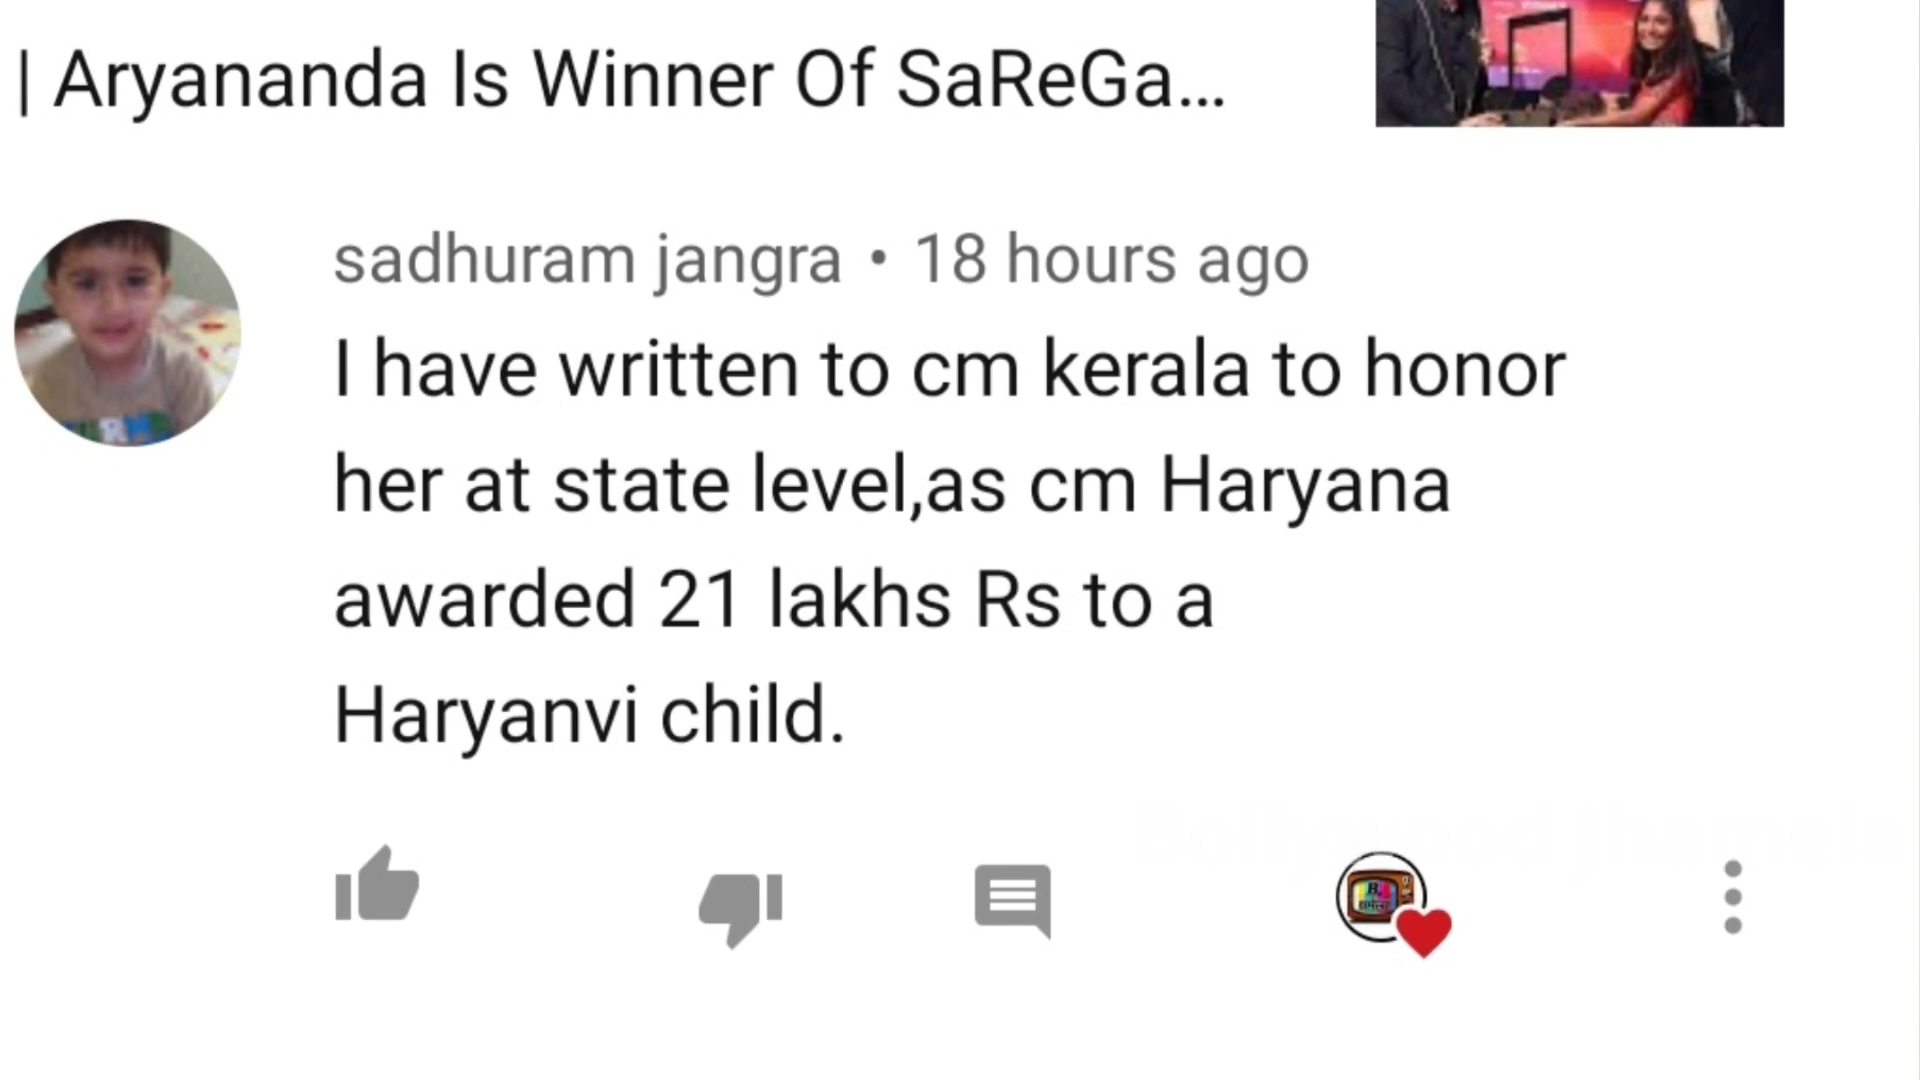 | Aryananda Is Winner Of SaReGa...
sadhuram jangra • 18 hours ago
I have written to cm kerala to honor
her at state level,as cm Haryana
awarded 21 lakhs Rs to a
Haryanvi child.